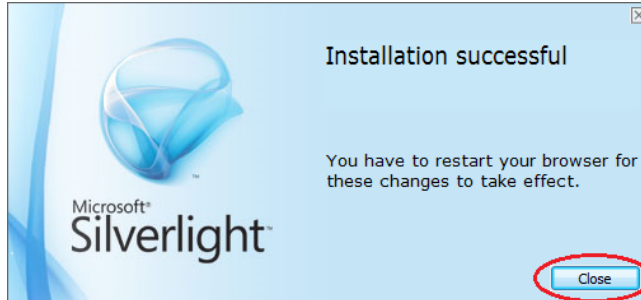 Installation successful
You have to restart your browser for
these changes to take effect.
Microsoft®
Silverlight™
Close